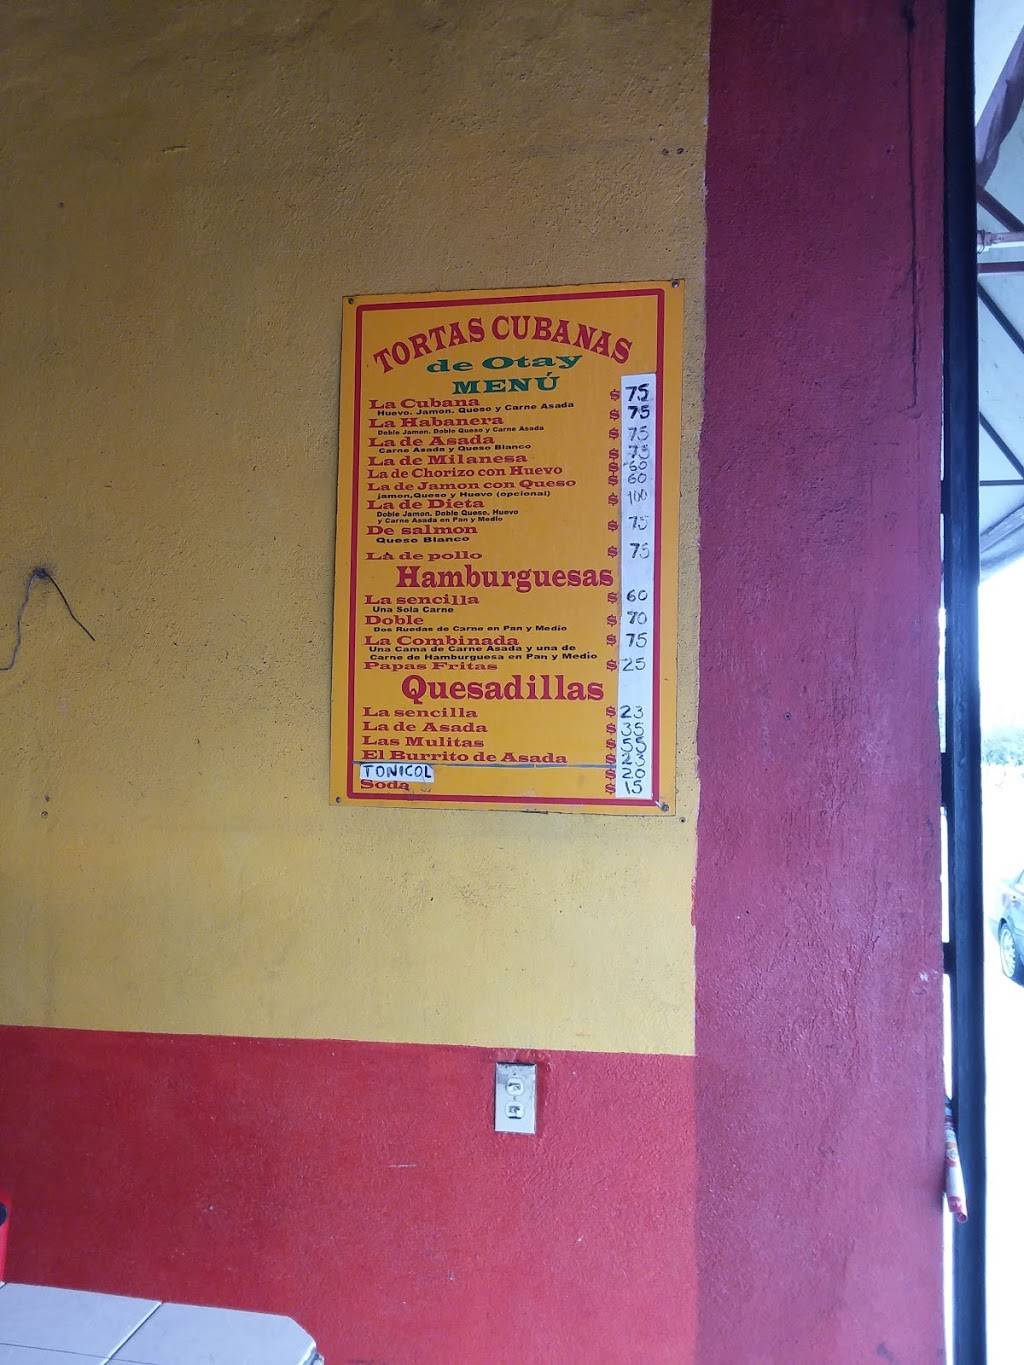 TORTAS CUBANAS
de Otay
MENÚ
La Cubana $ 75
Huevo, Jamon, Queso y Carne Asada
La Habanera $ 75
Doble Jamon, Doble Queso y Carne Asada
La de Asada $ 75
Carne Asada y Queso Blanco
La de Milanesa $ 75
La de Chorizo con Huevo $ 60
La de Jamon con Queso $ 60
jamon,Queso y Huevo (opcional)
La de Dieta $ 100
Doble Jamon, Doble Queso, Huevo
y Carne Asada en Pan y Medio
De salmon $ 75
Queso Blanco
La de pollo $ 75
Hamburguesas
La sencilla $ 60
Una Sola Carne
Doble $ 70
Dos Ruedas de Carne en Pan y Medio
La Combinada $ 75
Una Cama de Carne Asada y una de
Carne de Hamburguesa en Pan y Medio
Papas Fritas $ 25
Quesadillas
La sencilla $ 23
La de Asada $ 35
Las Mulitas $ 55
El Burrito de Asada $ 23
TONICOL $ 20
Soda $ 15